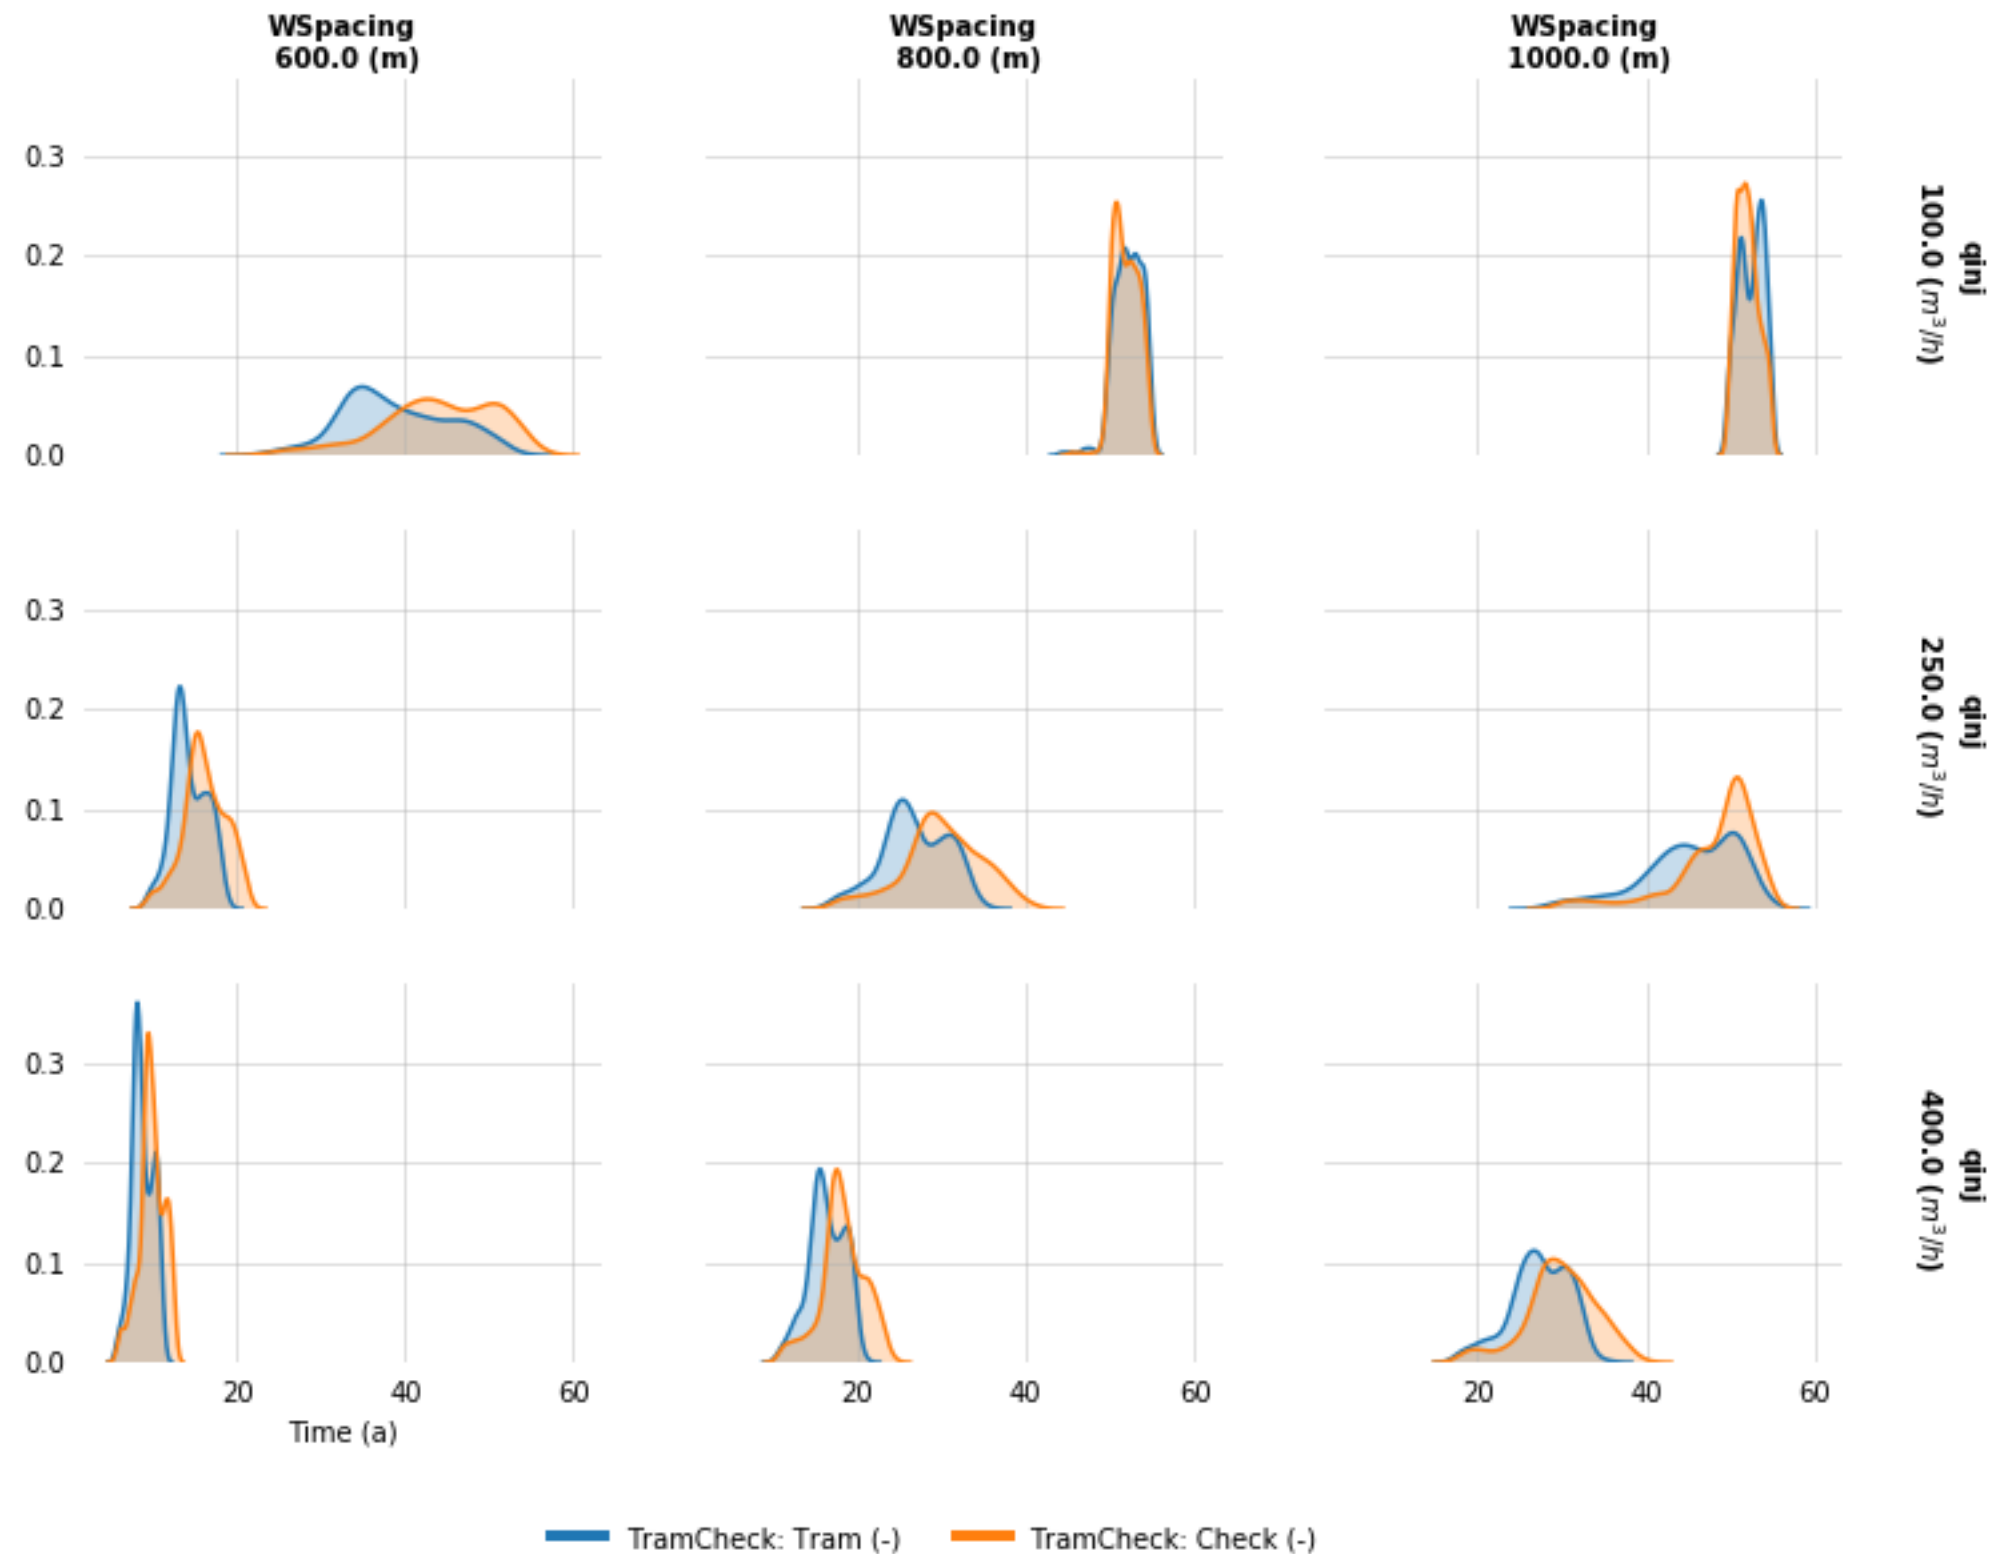 WSpacing
600.0 (m)
WSpacing
800.0 (m)
WSpacing
1000.0 (m)
0.3
0.2
0.1
0.0
qinj
100.0 (m³/h)
0.3
0.2
0.1
0.0
qinj
250.0 (m³/h)
0.3
0.2
0.1
0.0
qinj
400.0 (m³/h)
20 40 60
20 40 60
20 40 60
Time (a)
TramCheck: Tram (-)
TramCheck: Check (-)